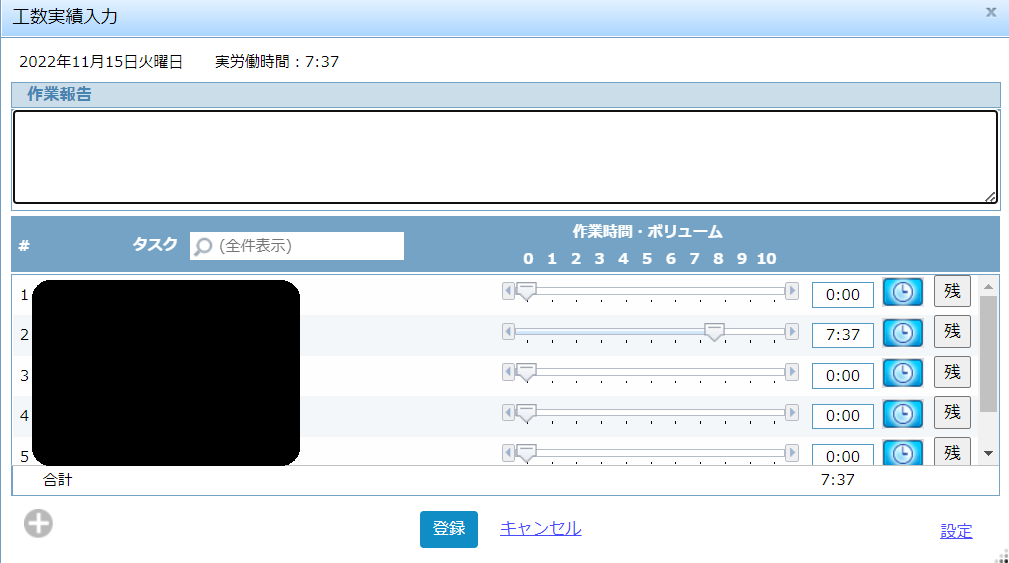 工数実績入力 ×
2022年11月15日火曜日 実労働時間：7:37
作業報告
# タスク (全件表示) 作業時間・ボリューム
0 1 2 3 4 5 6 7 8 9 10
1 0:00 残
2 7:37 残
3 0:00 残
4 0:00 残
5 0:00 残
合計 7:37
登録 キャンセル 設定